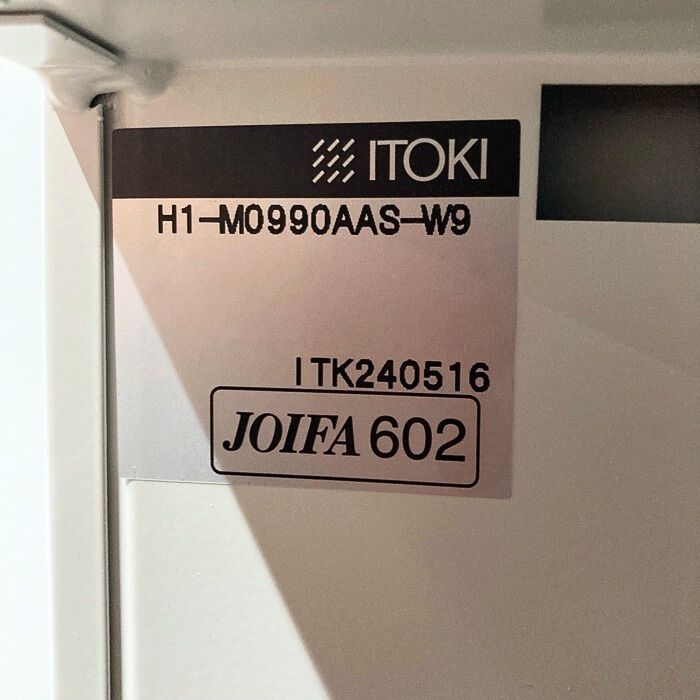 ITOKI
H1-M0990AAS-W9
ITK240516
JOIFA 602